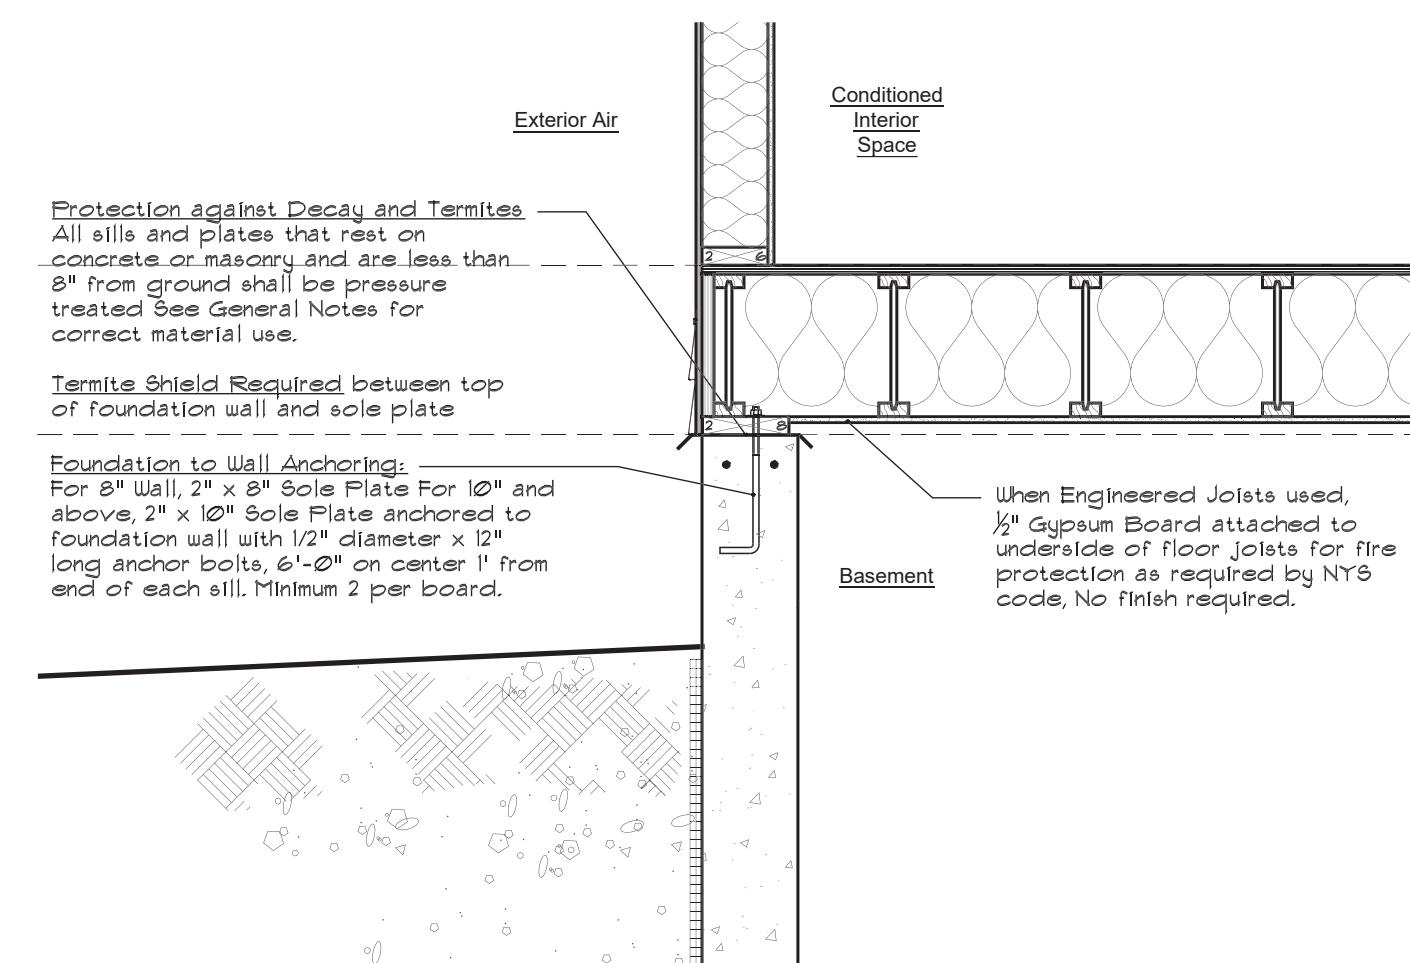 Exterior Air
Conditioned
Interior
Space
Protection against Decay and Termites
All sills and plates that rest on
concrete or masonry and are less than
8" from ground shall be pressure
treated See General Notes for
correct material use.
Termite Shield Required between top
of foundation wall and sole plate
2 6
2 8
Foundation to Wall Anchoring:
For 8" Wall, 2" x 8" Sole Plate For 10" and
above, 2" x 10" Sole Plate anchored to
foundation wall with 1/2" diameter x 12"
long anchor bolts, 6'-0" on center 1' from
end of each sill. Minimum 2 per board.
When Engineered Joists used,
½" Gypsum Board attached to
underside of floor joists for fire
protection as required by NYS
code, No finish required.
Basement